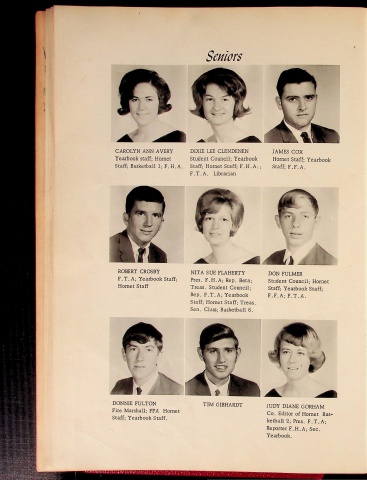 Seniors
CAROLYN ANN AVERY
Yearbook staff; Hornet
Staff; Basketball 1; F.H.A.
DIXIE LEE CLENDENEN
Student Council; Yearbook
Staff; Hornet Staff; F.H.A.;
F.T.A. Librarian
JAMES COX
Hornet Staff; Yearbook
Staff; F.F.A.
ROBERT CROSBY
F.T.A; Yearbook Staff;
Hornet Staff
NITA SUE FLAHERTY
Pres. F.H.A; Rep. Beta;
Treas. Student Council;
Rep. F.T.A; Yearbook
Staff; Hornet Staff; Treas.
Sen. Class; Basketball 6.
DON FULMER
Student Council; Hornet
Staff; Yearbook Staff;
F.F.A; F.T.A.
DONNIE FULTON
Fire Marshall; FFA Hornet
Staff; Yearbook Staff.
TIM GIBHARDT
JUDY DIANE GORHAM
Co. Editor of Hornet Bas-
ketball 2; Pres. F.T.A;
Reporter F.H.A; Sec.
Yearbook.